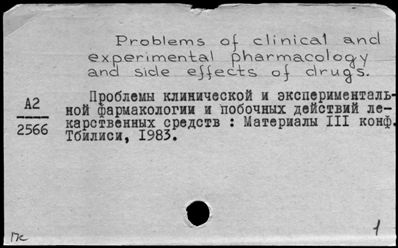 Problems of clinical and
experimental pharmacology
and side effects of drugs.
A2
2566
Проблемы клинической и эксперименталь-
ной фармакологии и побочных действий ле-
карственных средств : Материалы III конф.
Тбилиси, 1983.
1